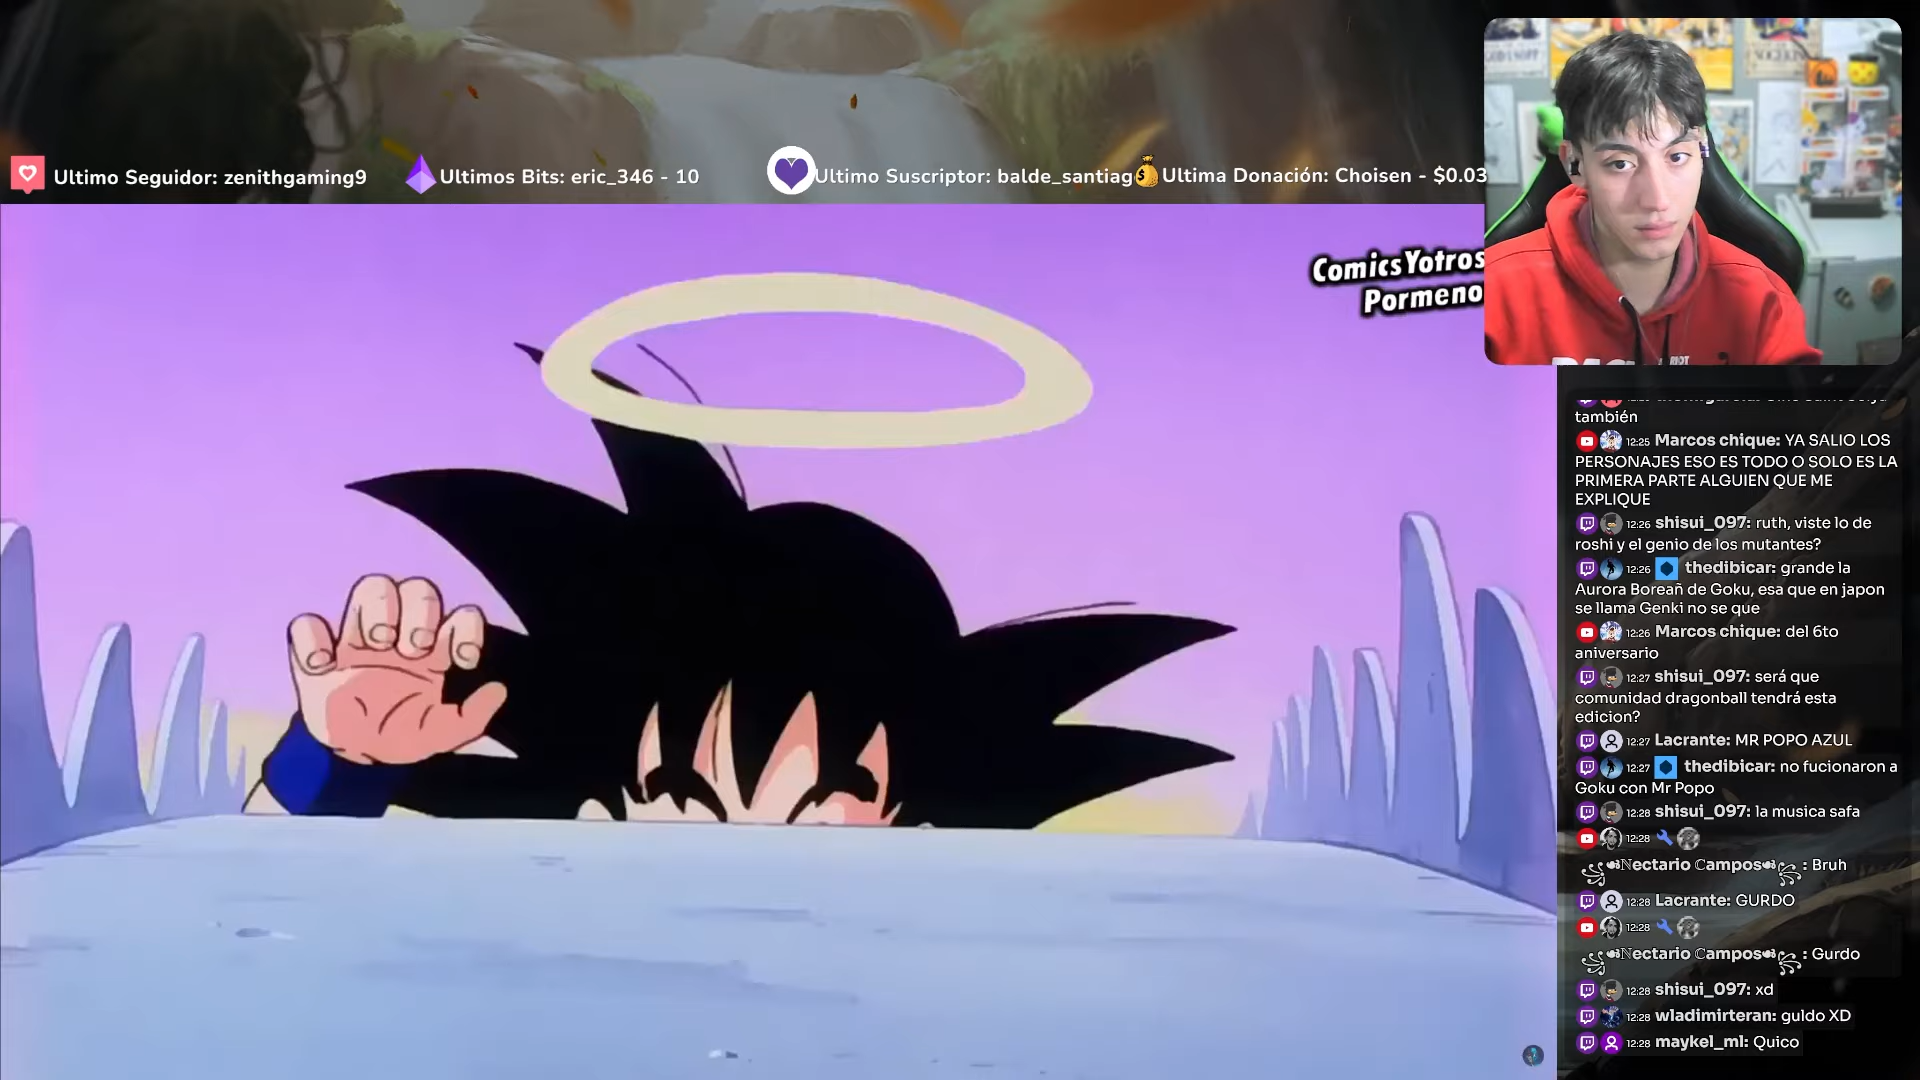 Ultimo Seguidor: zenithgaming9
Ultimos Bits: eric_346 - 10
Ultimo Suscriptor: balde_santiag
Ultima Donación: Choisen - $0.03
ComicsYotros
Pormeno
también
12:25 Marcos chique: YA SALIO LOS
PERSONAJES ESO ES TODO O SOLO ES LA
PRIMERA PARTE ALGUIEN QUE ME
EXPLIQUE
12:26 shisui_097: ruth, viste lo de
roshi y el genio de los mutantes?
12:26 thedibicar: grande la
Aurora Boreañ de Goku, esa que en japon
se llama Genki no se que
12:26 Marcos chique: del 6to
aniversario
12:27 shisui_097: será que
comunidad dragonball tendrá esta
edicion?
12:27 Lacrante: MR POPO AZUL
12:27 thedibicar: no fucionaron a
Goku con Mr Popo
12:28 shisui_097: la musica safa
12:28
ℕectario ℂampos: Bruh
12:28 Lacrante: GURDO
12:28
ℕectario ℂampos: Gurdo
12:28 shisui_097: xd
12:28 wladimirteran: guldo XD
12:28 maykel_ml: Quico